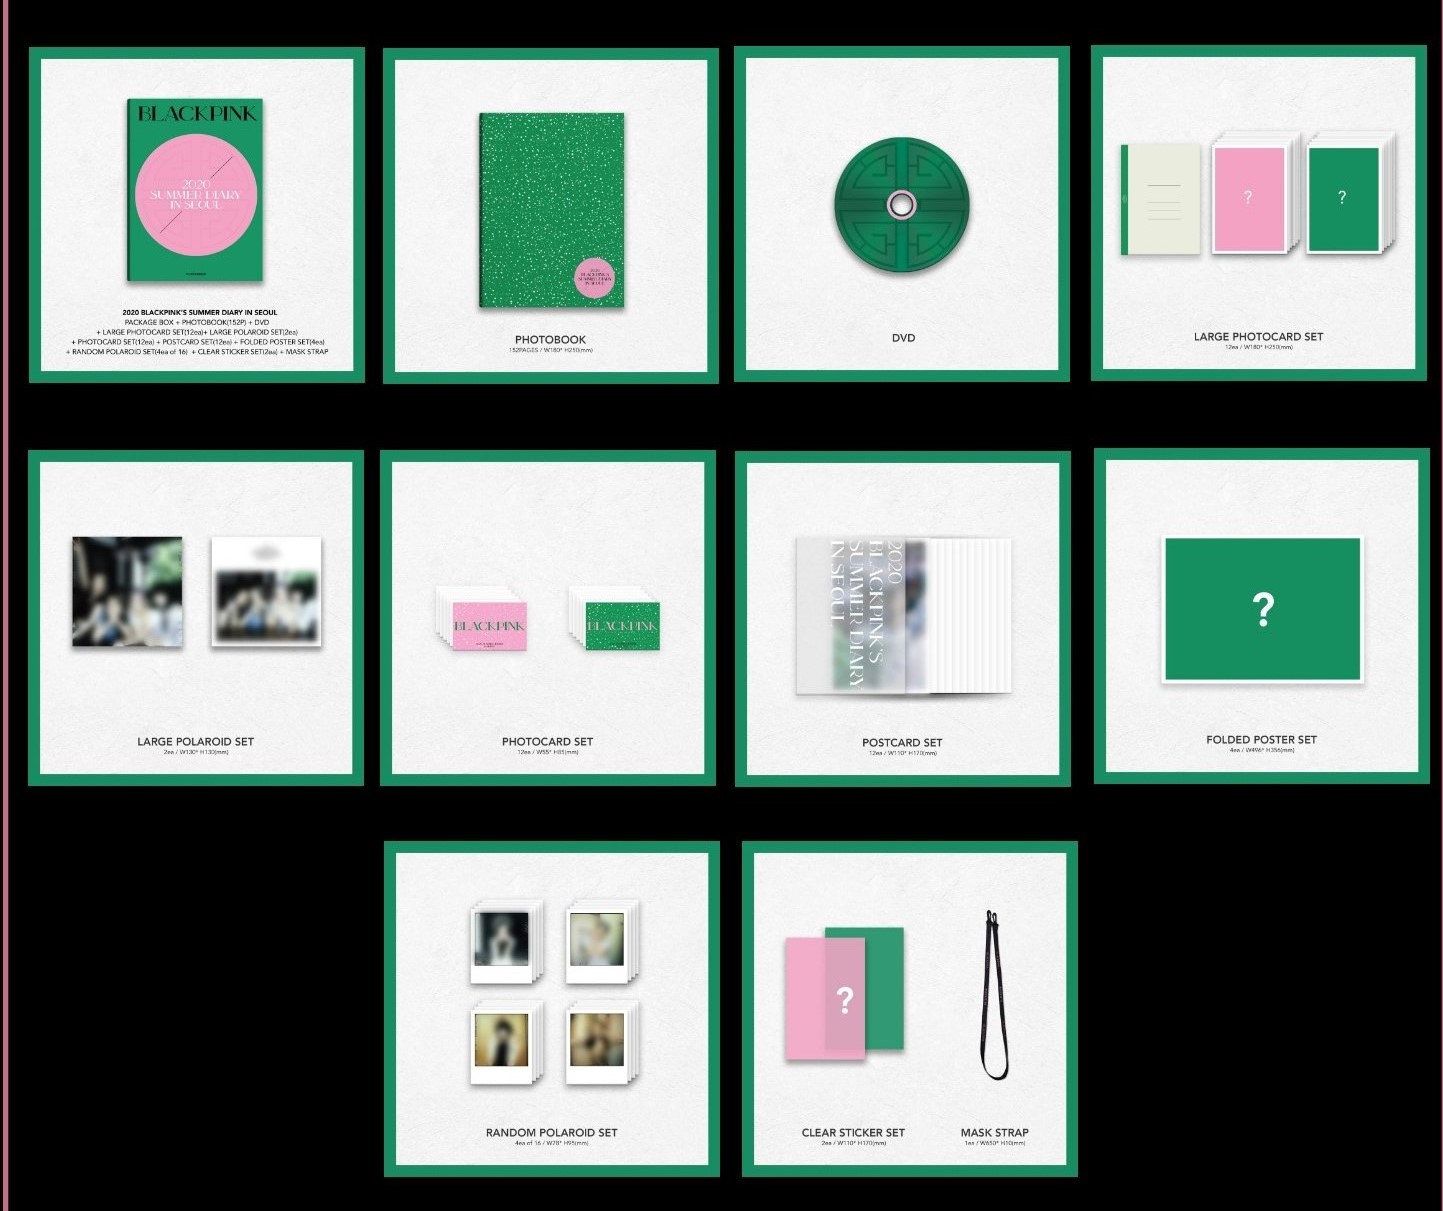 BLACKPINK
2020
SUMMER DIARY
IN SEOUL
2020 BLACKPINK'S SUMMER DIARY IN SEOUL
PACKAGE BOX + PHOTOBOOK(152P) + DVD
+ LARGE PHOTOCARD SET(12ea)+ LARGE POLAROID SET(2ea)
+ PHOTOCARD SET(12ea) + POSTCARD SET(12ea) + FOLDED POSTER SET(4ea)
+ RANDOM POLAROID SET(4ea of 16) + CLEAR STICKER SET(2ea) + MASK STRAP
2020
BLACKPINK'S
SUMMER DIARY
IN SEOUL
PHOTOBOOK
152PAGES / W180* H250(mm)
DVD
?
?
LARGE PHOTOCARD SET
12ea / W180* H250(mm)
LARGE POLAROID SET
2ea / W130* H130(mm)
BLACKPINK
BLACKPINK
PHOTOCARD SET
12ea / W55* H85(mm)
2020
BLACKPINK'S
SUMMER DIARY
IN SEOUL
POSTCARD SET
12ea / W110* H170(mm)
?
FOLDED POSTER SET
4ea / W496* H356(mm)
RANDOM POLAROID SET
4ea of 16 / W78* H95(mm)
?
CLEAR STICKER SET
2ea / W110* H170(mm)
MASK STRAP
1ea / W650* H10(mm)